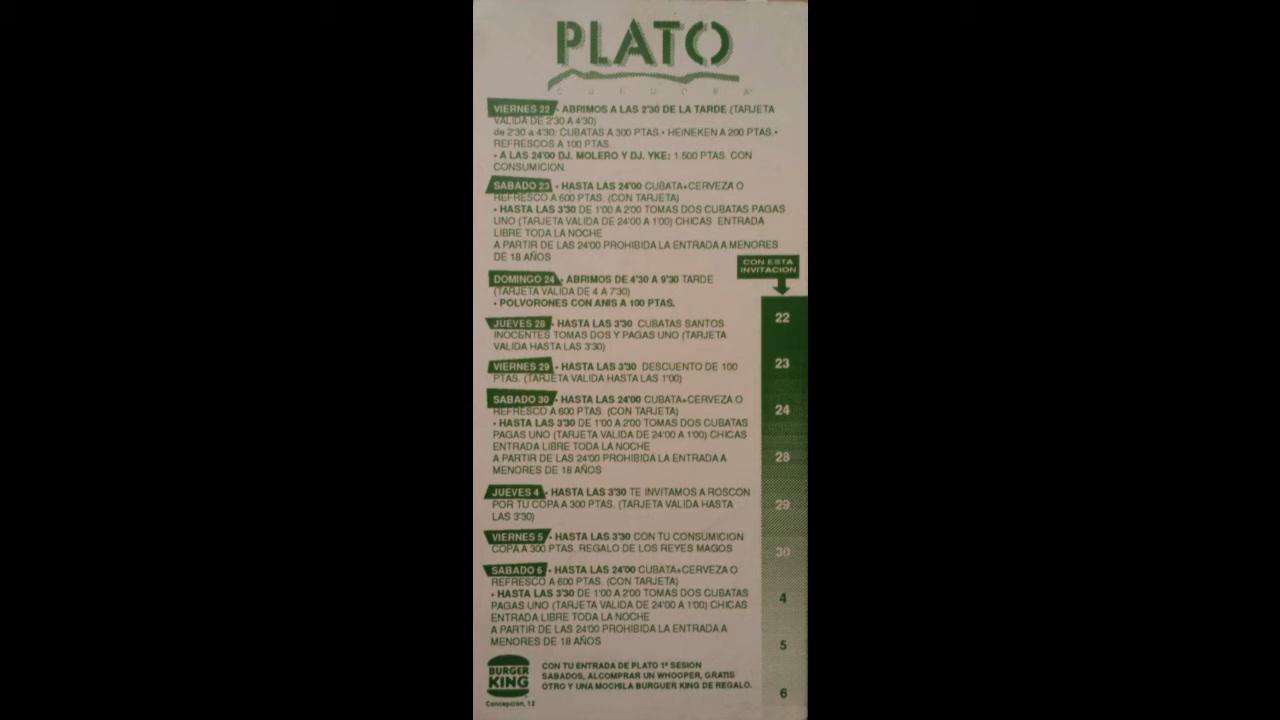 PLATO
CORDOBA
VIERNES 22 • ABRIMOS A LAS 2'30 DE LA TARDE (TARJETA
VALIDA DE 2'30 A 4'30)
de 2'30 a 4'30: CUBATAS A 300 PTAS.• HEINEKEN A 200 PTAS.•
REFRESCOS A 100 PTAS.
• A LAS 24'00 DJ. MOLERO Y DJ. YKE: 1.500 PTAS. CON
CONSUMICION.
SABADO 23 • HASTA LAS 24'00 CUBATA+CERVEZA O
REFRESCO A 600 PTAS. (CON TARJETA)
• HASTA LAS 3'30 DE 1'00 A 2'00 TOMAS DOS CUBATAS PAGAS
UNO (TARJETA VALIDA DE 24'00 A 1'00) CHICAS ENTRADA
LIBRE TODA LA NOCHE
A PARTIR DE LAS 24'00 PROHIBIDA LA ENTRADA A MENORES
DE 18 AÑOS
CON ESTA
INVITACION
DOMINGO 24 • ABRIMOS DE 4'30 A 9'30 TARDE
(TARJETA VALIDA DE 4 A 7'30)
• POLVORONES CON ANIS A 100 PTAS.
JUEVES 28 • HASTA LAS 3'30 CUBATAS SANTOS
INOCENTES TOMAS DOS Y PAGAS UNO (TARJETA
VALIDA HASTA LAS 3'30)
VIERNES 29 • HASTA LAS 3'30 DESCUENTO DE 100
PTAS. (TARJETA VALIDA HASTA LAS 1'00)
SABADO 30 • HASTA LAS 24'00 CUBATA+CERVEZA O
REFRESCO A 600 PTAS. (CON TARJETA)
• HASTA LAS 3'30 DE 1'00 A 2'00 TOMAS DOS CUBATAS
PAGAS UNO (TARJETA VALIDA DE 24'00 A 1'00) CHICAS
ENTRADA LIBRE TODA LA NOCHE
A PARTIR DE LAS 24'00 PROHIBIDA LA ENTRADA A
MENORES DE 18 AÑOS
JUEVES 4 • HASTA LAS 3'30 TE INVITAMOS A ROSCON
POR TU COPA A 300 PTAS. (TARJETA VALIDA HASTA
LAS 3'30)
VIERNES 5 • HASTA LAS 3'30 CON TU CONSUMICION
COPA A 300 PTAS. REGALO DE LOS REYES MAGOS
SABADO 6 • HASTA LAS 24'00 CUBATA+CERVEZA O
REFRESCO A 600 PTAS. (CON TARJETA)
• HASTA LAS 3'30 DE 1'00 A 2'00 TOMAS DOS CUBATAS
PAGAS UNO (TARJETA VALIDA DE 24'00 A 1'00) CHICAS
ENTRADA LIBRE TODA LA NOCHE
A PARTIR DE LAS 24'00 PROHIBIDA LA ENTRADA A
MENORES DE 18 AÑOS
22
23
24
28
29
30
4
5
6
BURGER
KING
Concepción, 12
CON TU ENTRADA DE PLATO 1ª SESION
SABADOS, ALCOMPRAR UN WHOOPER, GRATIS
OTRO Y UNA MOCHILA BURGUER KING DE REGALO.